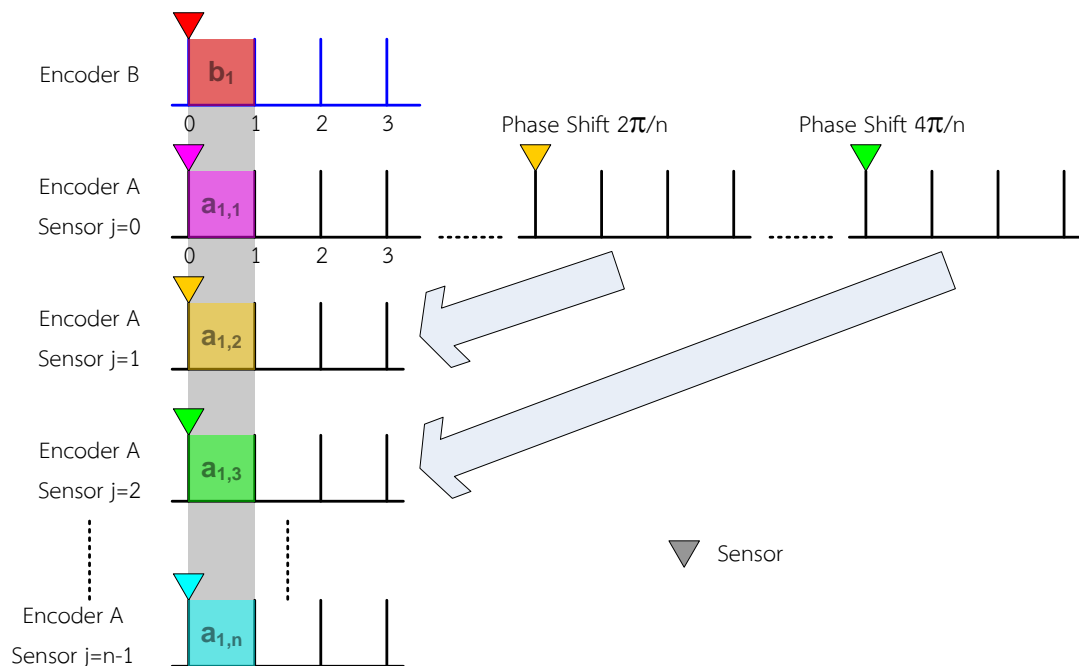 Encoder B
b1
0 1 2 3
Phase Shift 2π/n
Phase Shift 4π/n
Encoder A
Sensor j=0
a1,1
0 1 2 3
Encoder A
Sensor j=1
a1,2
Encoder A
Sensor j=2
a1,3
Sensor
Encoder A
Sensor j=n-1
a1,n